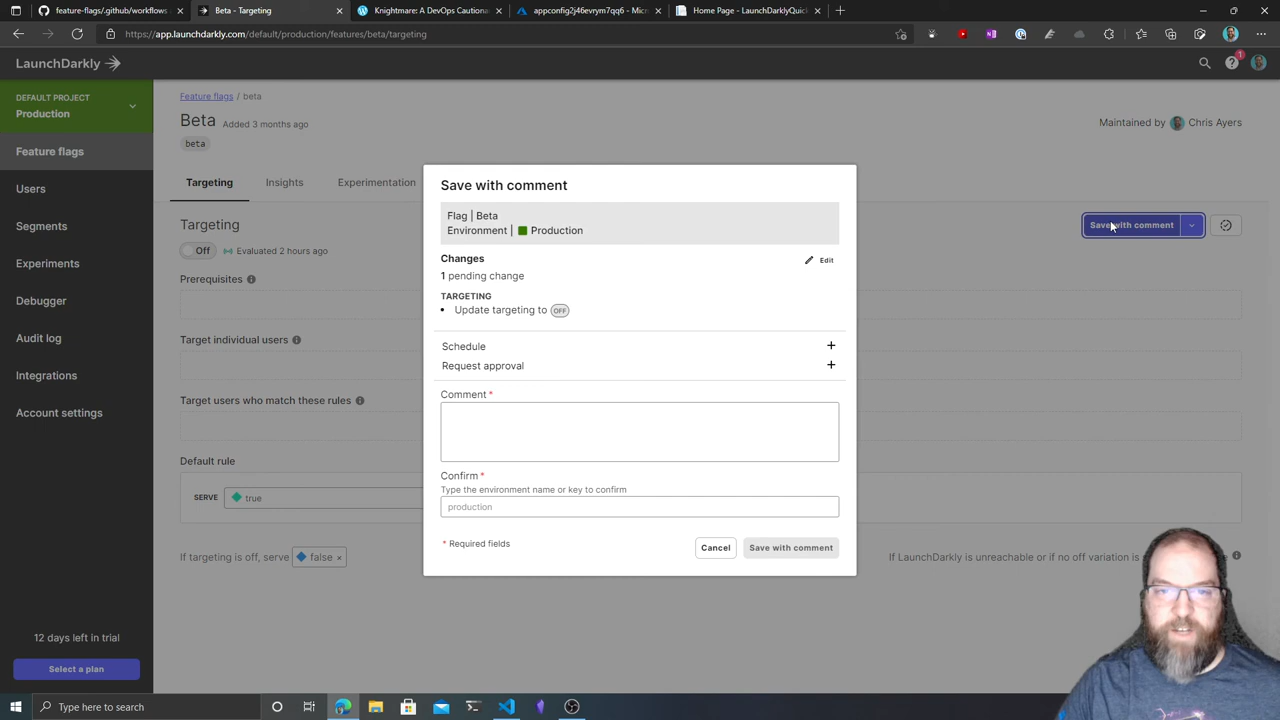 feature-flags/.github/workflows
Beta - Targeting
Knightmare: A DevOps Cautiona
appconfig2j46evrym7qq6 - Micr
Home Page - LaunchDarklyQuick
https://app.launchdarkly.com/default/production/features/beta/targeting
LaunchDarkly
1
DEFAULT PROJECT
Production
Feature flags
Users
Segments
Experiments
Debugger
Audit log
Integrations
Account settings
12 days left in trial
Select a plan
Feature flags / beta
Beta Added 3 months ago
beta
Maintained by Chris Ayers
Targeting Insights Experimentation
Targeting
Save with comment
Off Evaluated 2 hours ago
Prerequisites
Target individual users
Target users who match these rules
Default rule
SERVE true
If targeting is off, serve false ×
If LaunchDarkly is unreachable or if no off variation is
Save with comment
Flag | Beta
Environment | Production
Changes
Edit
1 pending change
TARGETING
• Update targeting to OFF
Schedule +
Request approval +
Comment *
Confirm *
Type the environment name or key to confirm
production
* Required fields
Cancel Save with comment
Type here to search